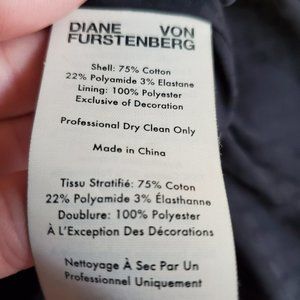 DIANE VON
FURSTENBERG
Shell: 75% Cotton
22% Polyamide 3% Elastane
Lining: 100% Polyester
Exclusive of Decoration
Professional Dry Clean Only
Made in China
Tissu Stratifié: 75% Coton
22% Polyamide 3% Élasthanne
Doublure: 100% Polyester
À L'Exception Des Décorations
Nettoyage À Sec Par Un
Professionnel Uniquement